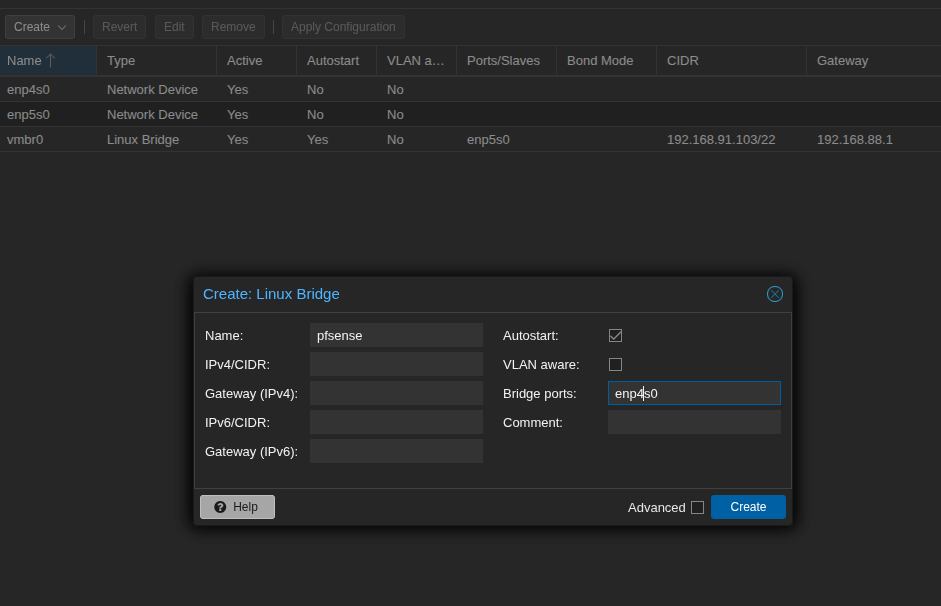 Create Revert Edit Remove Apply Configuration
Name Type Active Autostart VLAN a... Ports/Slaves Bond Mode CIDR Gateway
enp4s0 Network Device Yes No No
enp5s0 Network Device Yes No No
vmbr0 Linux Bridge Yes Yes No enp5s0 192.168.91.103/22 192.168.88.1
Create: Linux Bridge
Name: pfsense Autostart:
IPv4/CIDR: VLAN aware:
Gateway (IPv4): Bridge ports: enp4s0
IPv6/CIDR: Comment:
Gateway (IPv6):
Help Advanced Create